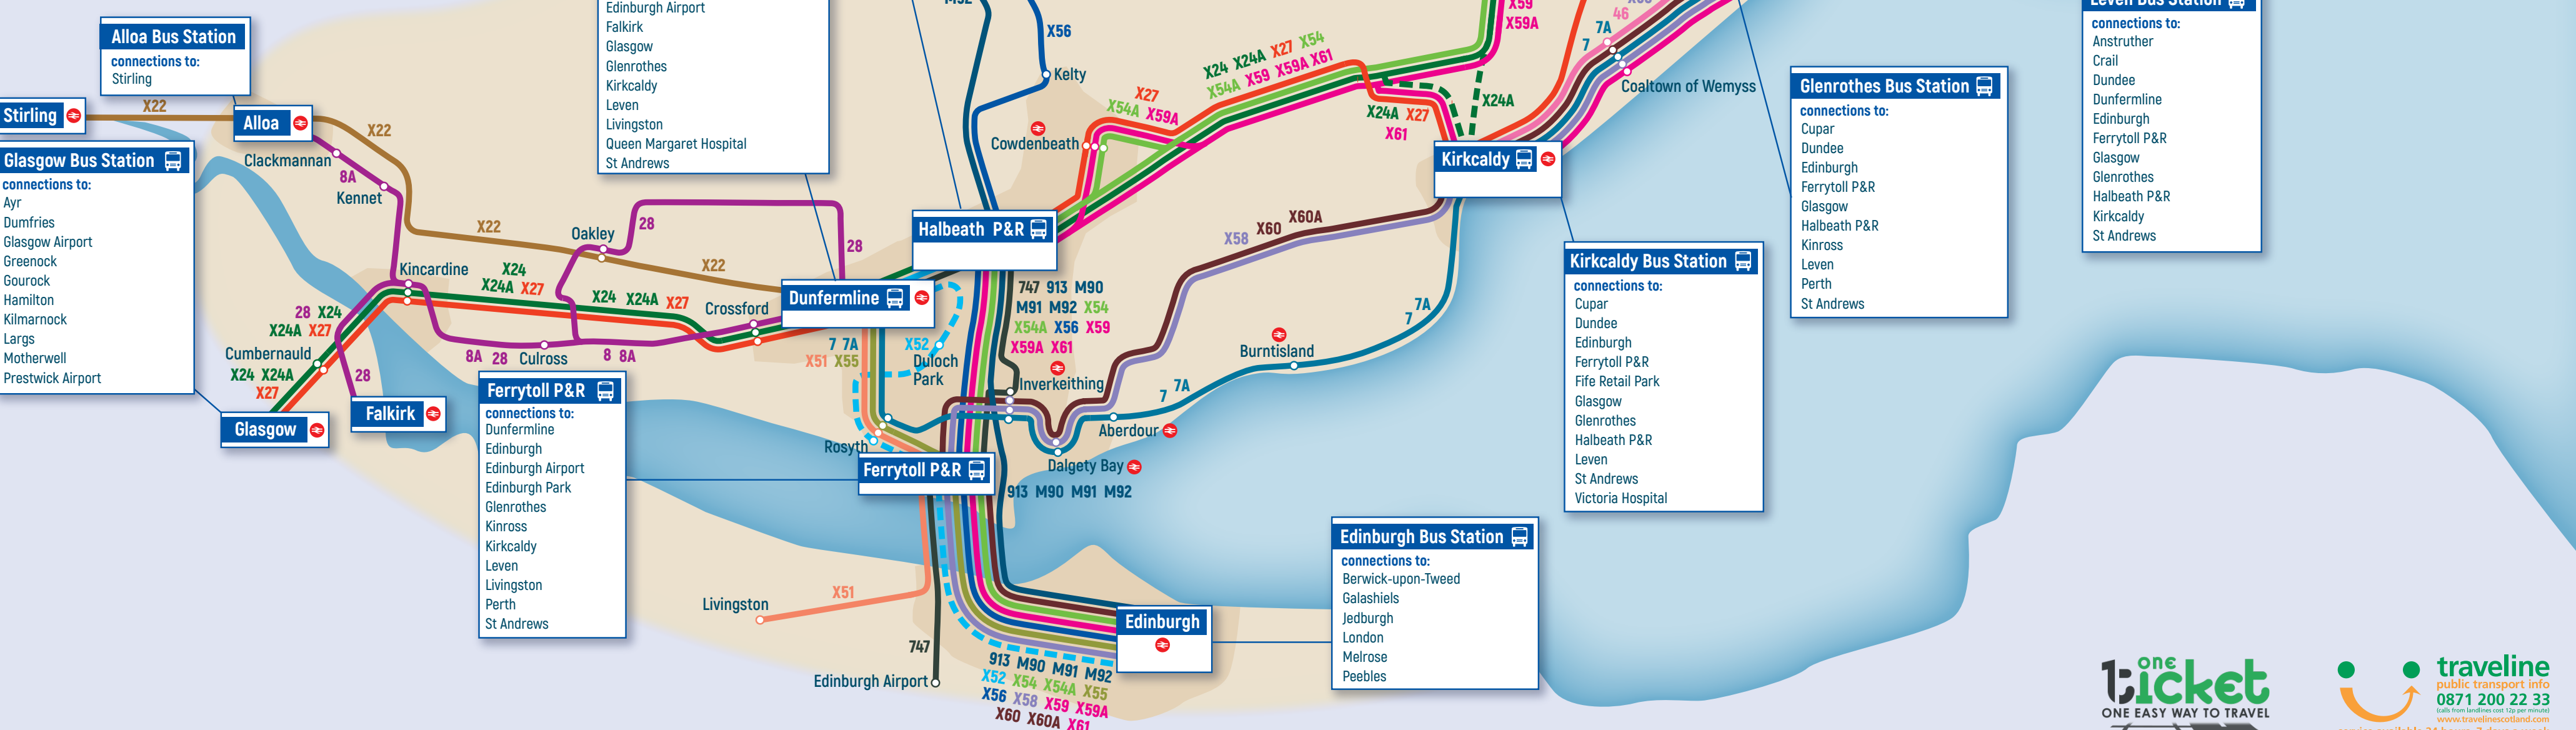 Alloa Bus Station
connections to:
Stirling
Stirling
X22
Alloa
X22
Clackmannan
8A
Kennet
Glasgow Bus Station
connections to:
Ayr
Dumfries
Glasgow Airport
Greenock
Gourock
Hamilton
Kilmarnock
Largs
Motherwell
Prestwick Airport
Edinburgh Airport
Falkirk
Glasgow
Glenrothes
Kirkcaldy
Leven
Livingston
Queen Margaret Hospital
St Andrews
X56
Kelty
Cowdenbeath
X27
X54A X59A
X24 X24A X27 X54
X54A X59 X59A X61
X59
X59A
X24A
X24A X27
X61
46
7A
7
Coaltown of Wemyss
Kirkcaldy
Glenrothes Bus Station
connections to:
Cupar
Dundee
Edinburgh
Ferrytoll P&R
Glasgow
Halbeath P&R
Kinross
Leven
Perth
St Andrews
Leven Bus Station
connections to:
Anstruther
Crail
Dundee
Dunfermline
Edinburgh
Ferrytoll P&R
Glasgow
Glenrothes
Halbeath P&R
Kirkcaldy
St Andrews
X22
Oakley
28
28
X22
Halbeath P&R
X58
X60
X60A
Kincardine
X24
X24A X27
X24 X24A X27
Crossford
Dunfermline
28 X24
X24A X27
Cumbernauld
X24 X24A
X27
28
Glasgow
Falkirk
8A 28
Culross
8 8A
7 7A
X51 X55
X52
Duloch
Park
747 913 M90
M91 M92 X54
X54A X56 X59
X59A X61
Inverkeithing
Burntisland
7A
7
7
7A
Aberdour
Dalgety Bay
913 M90 M91 M92
Rosyth
Ferrytoll P&R
Ferrytoll P&R
connections to:
Dunfermline
Edinburgh
Edinburgh Airport
Edinburgh Park
Glenrothes
Kinross
Kirkcaldy
Leven
Livingston
Perth
St Andrews
Kirkcaldy Bus Station
connections to:
Cupar
Dundee
Edinburgh
Ferrytoll P&R
Fife Retail Park
Glasgow
Glenrothes
Halbeath P&R
Leven
St Andrews
Victoria Hospital
Livingston
X51
747
Edinburgh Airport
Edinburgh
913 M90 M91 M92
X52 X54 X54A X55
X56 X58 X59 X59A
X60 X60A X61
Edinburgh Bus Station
connections to:
Berwick-upon-Tweed
Galashiels
Jedburgh
London
Melrose
Peebles
one
ticket
ONE EASY WAY TO TRAVEL
traveline
public transport info
0871 200 22 33
(calls from landlines cost 12p per minute)
www.travelinescotland.com